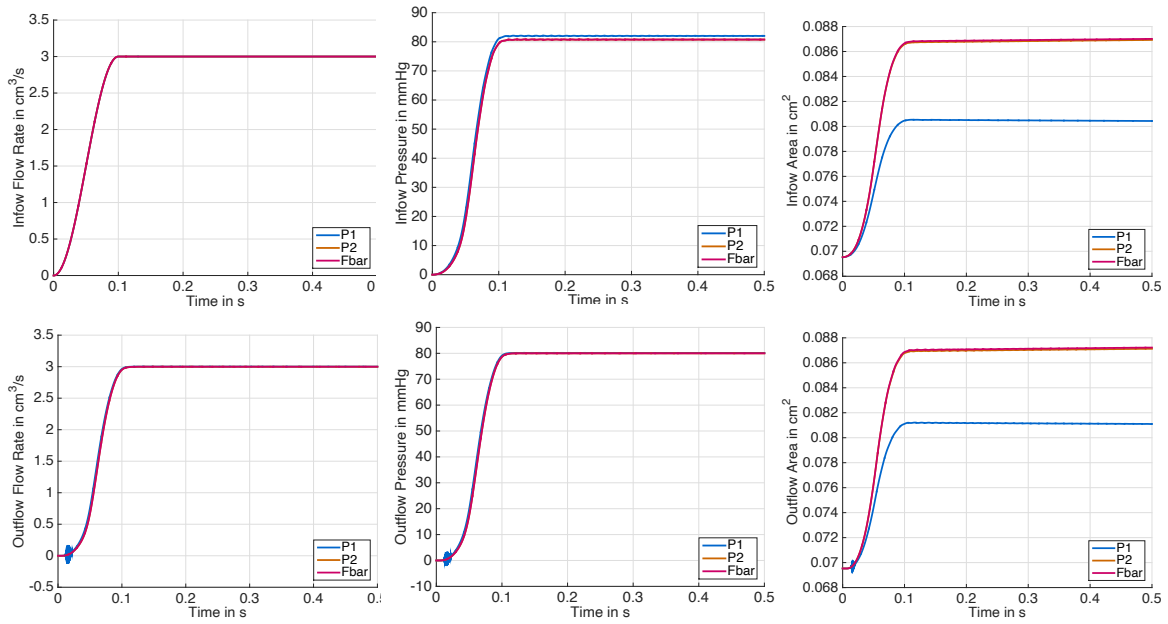 3.5
3
2.5
2
1.5
1
0.5
0
Infow Flow Rate in cm3/s
0 0.1 0.2 0.3 0.4 0
Time in s
P1
P2
Fbar
90
80
70
60
50
40
30
20
10
0
Infow Pressure in mmHg
0 0.1 0.2 0.3 0.4 0.5
Time in s
P1
P2
Fbar
0.088
0.086
0.084
0.082
0.08
0.078
0.076
0.074
0.072
0.07
0.068
Infow Area in cm2
0 0.1 0.2 0.3 0.4 0.5
Time in s
P1
P2
Fbar
3.5
3
2.5
2
1.5
1
0.5
0
-0.5
Outflow Flow Rate in cm3/s
0 0.1 0.2 0.3 0.4 0.5
Time in s
P1
P2
Fbar
90
80
70
60
50
40
30
20
10
0
-10
Outflow Pressure in mmHg
0 0.1 0.2 0.3 0.4 0.5
Time in s
P1
P2
Fbar
0.088
0.086
0.084
0.082
0.08
0.078
0.076
0.074
0.072
0.07
0.068
Outflow Area in cm2
0 0.1 0.2 0.3 0.4 0.5
Time in s
P1
P2
Fbar